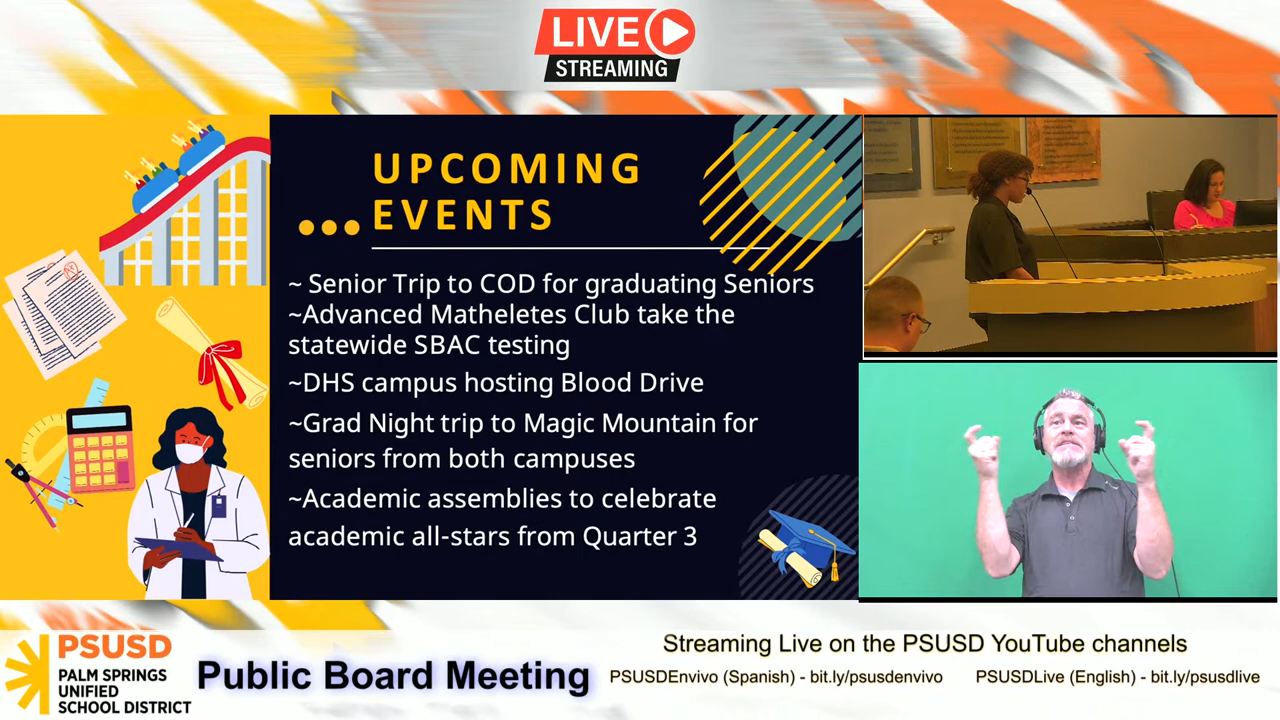 LIVE
STREAMING
UPCOMING
EVENTS
~ Senior Trip to COD for graduating Seniors
~Advanced Matheletes Club take the
statewide SBAC testing
~DHS campus hosting Blood Drive
~Grad Night trip to Magic Mountain for
seniors from both campuses
~Academic assemblies to celebrate
academic all-stars from Quarter 3
PSUSD
PALM SPRINGS
UNIFIED
SCHOOL DISTRICT
Public Board Meeting
Streaming Live on the PSUSD YouTube channels
PSUSDEnvivo (Spanish) - bit.ly/psusdenvivo
PSUSDLive (English) - bit.ly/psusdlive